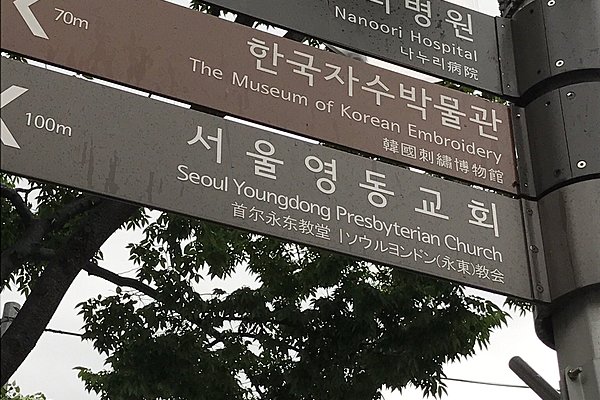 병원
Nanoori Hospital
나누리病院
70m
한국자수박물관
The Museum of Korean Embroidery
韓國刺繡博物館
100m
서울영동교회
Seoul Youngdong Presbyterian Church
首尔永东教堂 | ソウルヨンドン(永東)教会